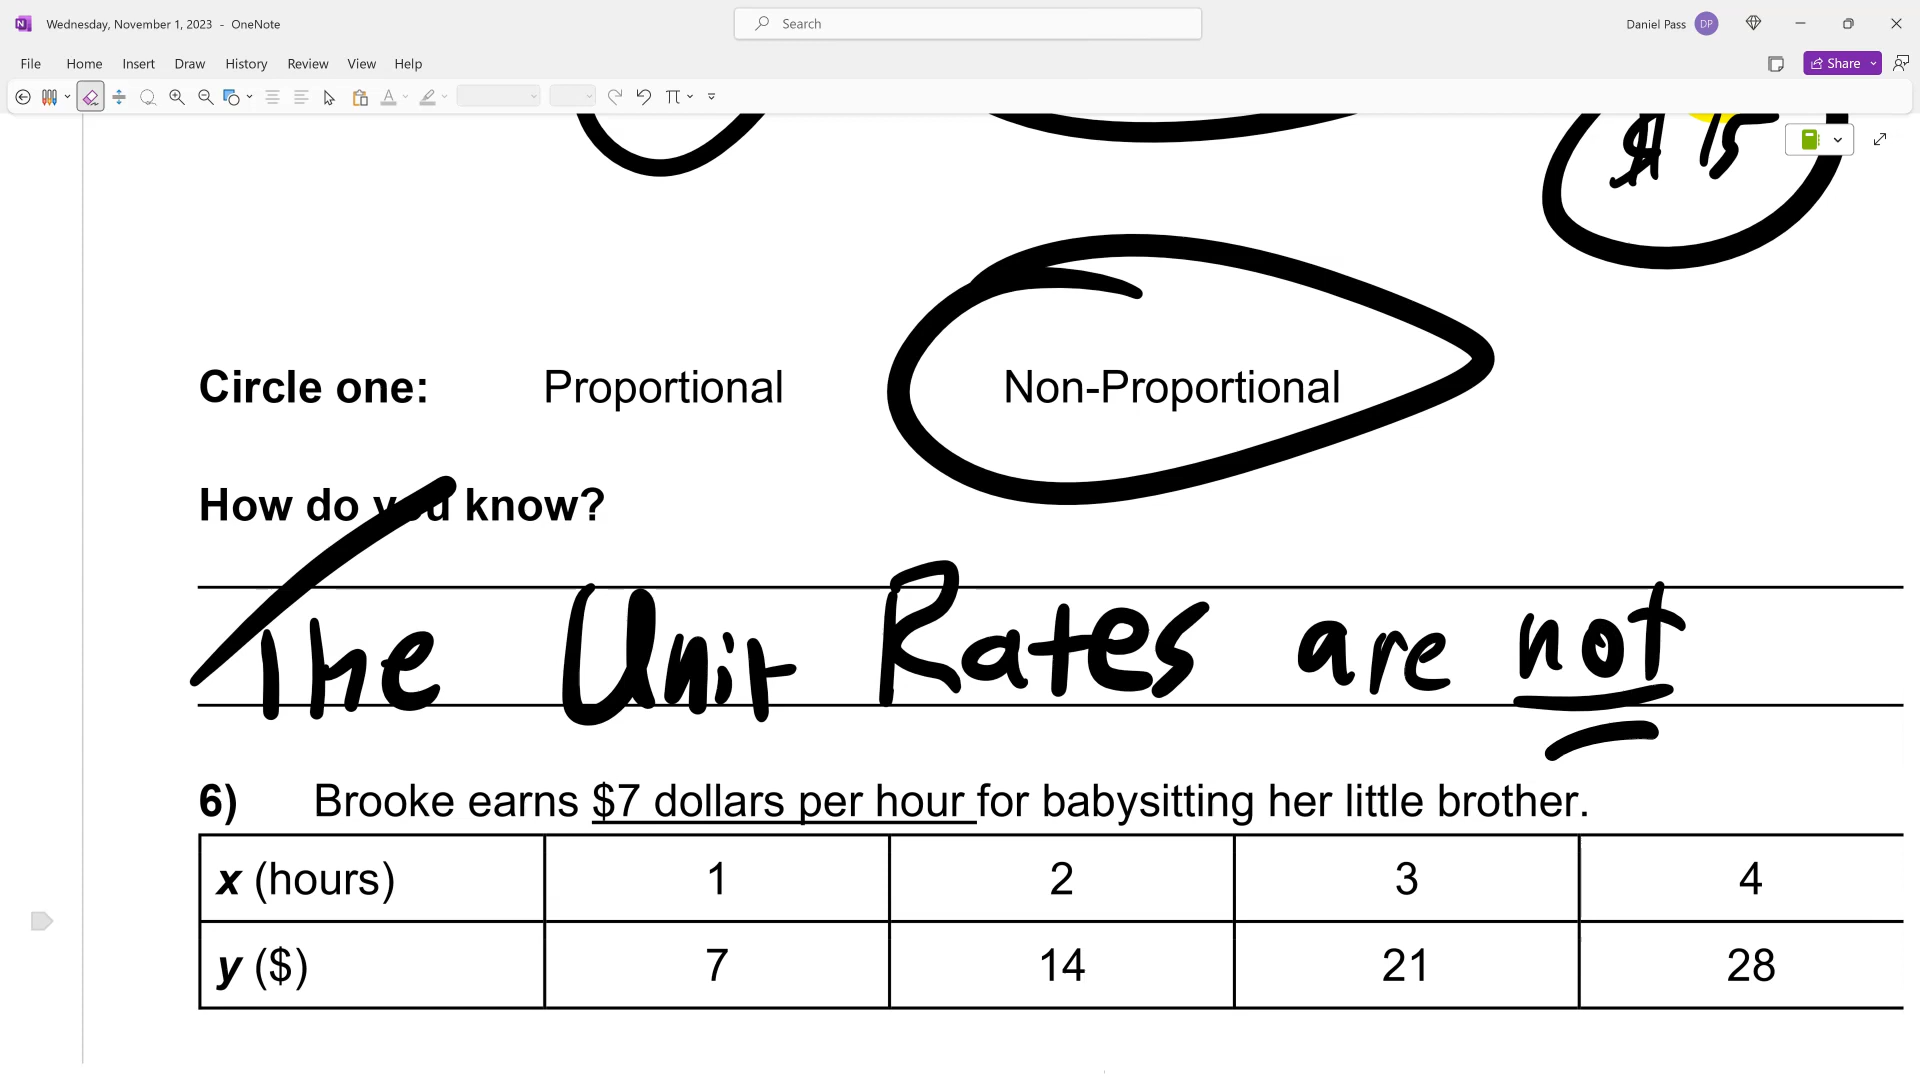 Wednesday, November 1, 2023 - OneNote
Search
Daniel Pass DP
File Home Insert Draw History Review View Help
Share
$15
Circle one: Proportional Non-Proportional
How do you know?
The Unit Rates are not
6) Brooke earns $7 dollars per hour for babysitting her little brother.
x (hours) 1 2 3 4
y ($) 7 14 21 28